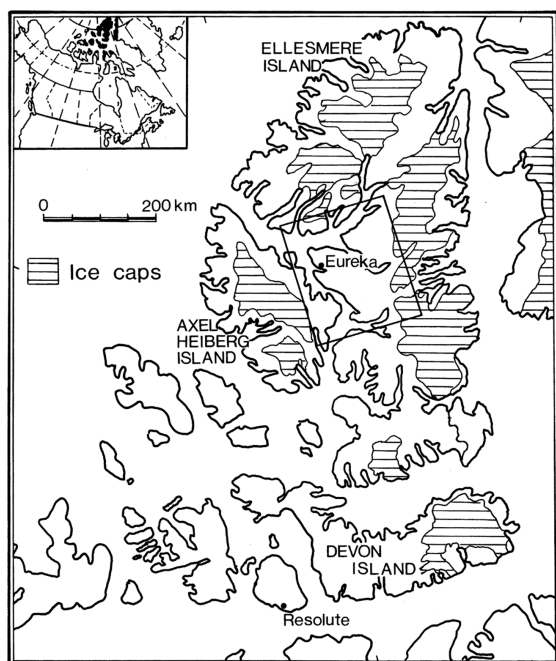 ELLESMERE
ISLAND
0 200 km
Ice caps
Eureka
AXEL
HEIBERG
ISLAND
DEVON
ISLAND
Resolute